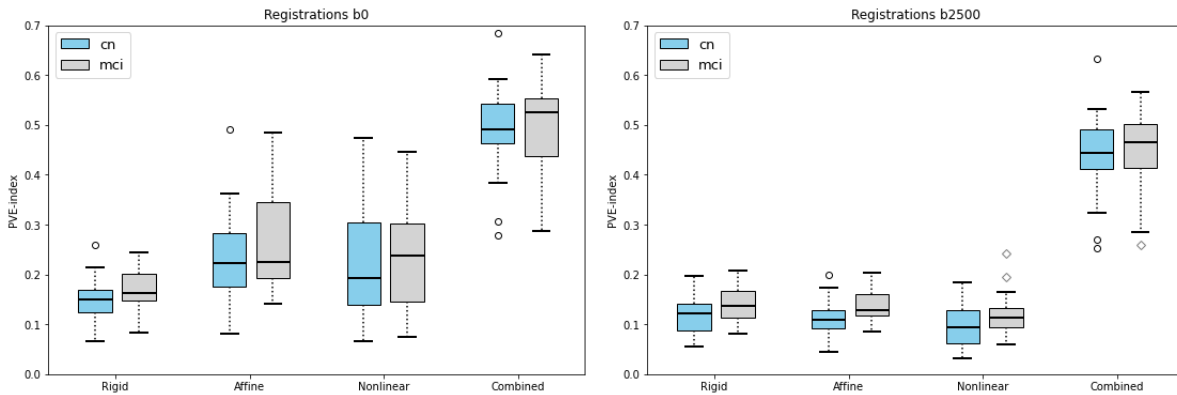 Registrations b0
cn
mci
PVE-index
0.7
0.6
0.5
0.4
0.3
0.2
0.1
0.0
Rigid
Affine
Nonlinear
Combined
Registrations b2500
cn
mci
PVE-index
0.7
0.6
0.5
0.4
0.3
0.2
0.1
0.0
Rigid
Affine
Nonlinear
Combined